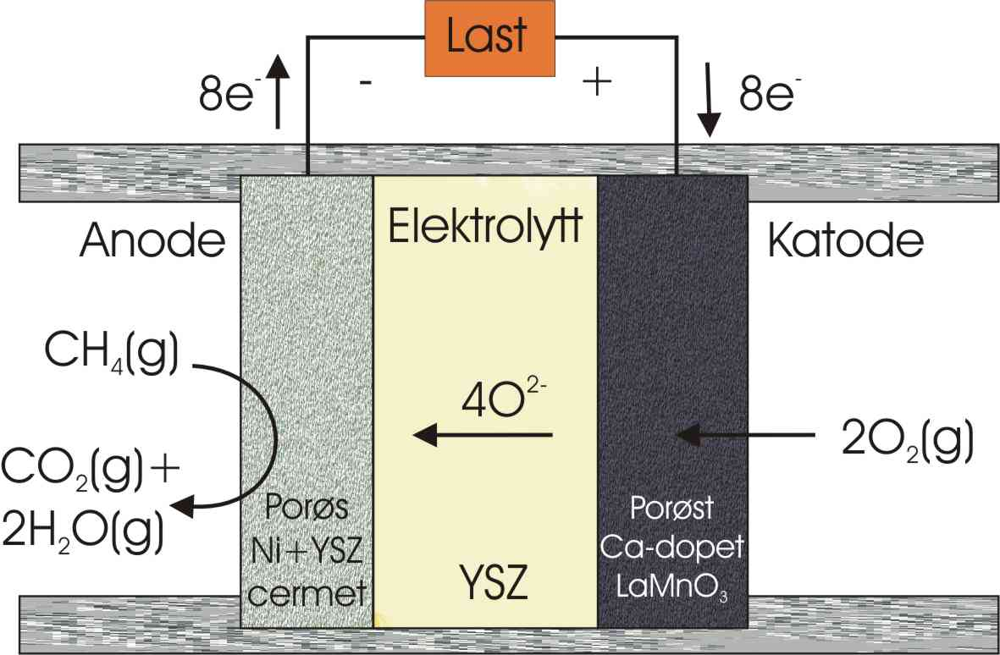 Last
8e⁻
-
+
8e⁻
Anode
Elektrolytt
Katode
CH₄(g)
4O²⁻
2O₂(g)
CO₂(g)+
2H₂O(g)
Porøs
Ni+YSZ
cermet
YSZ
Porøst
Ca-dopet
LaMnO₃